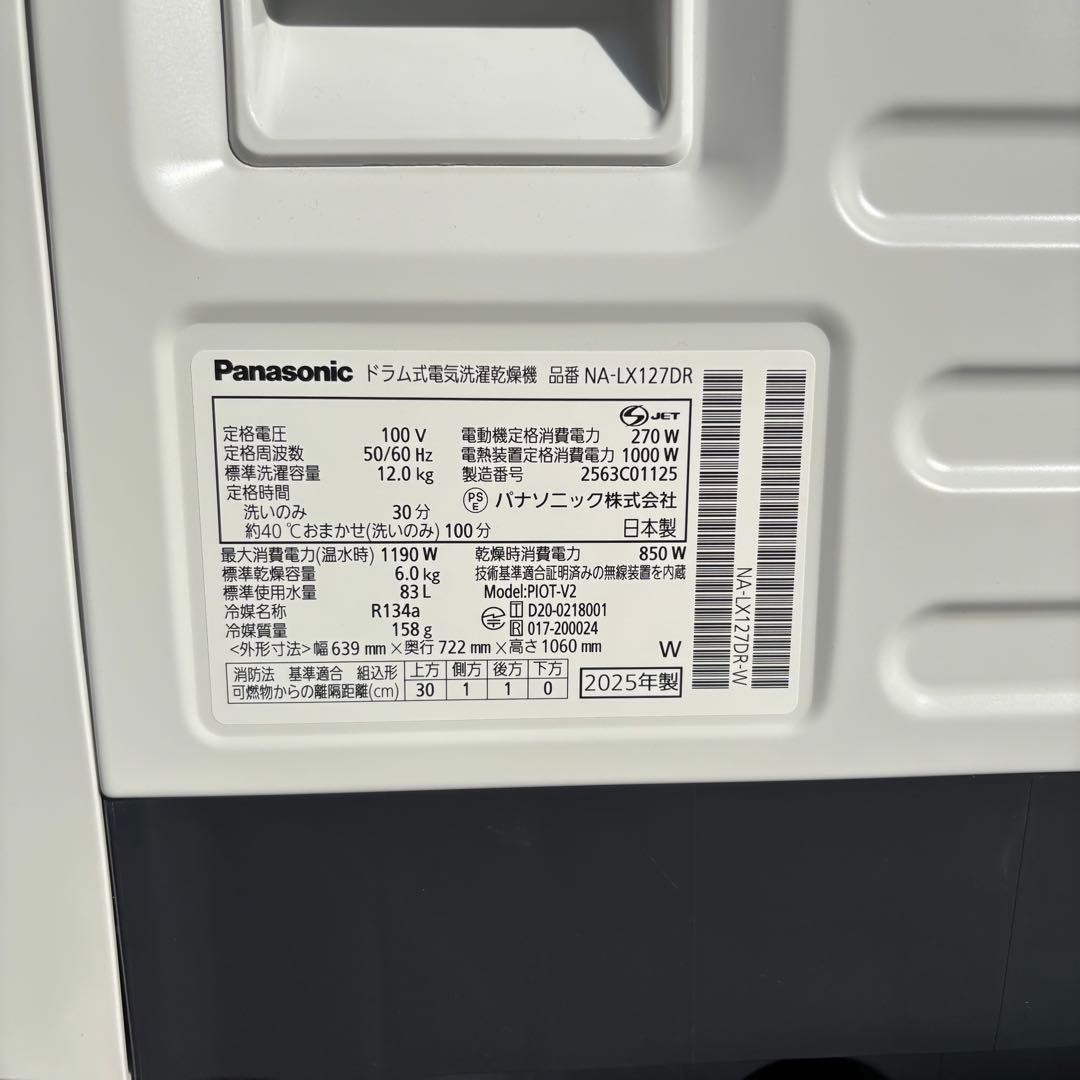 Panasonic ドラム式電気洗濯乾燥機 品番 NA-LX127DR
S JET
定格電圧 100 V 電動機定格消費電力 270 W
定格周波数 50/60 Hz 電熱装置定格消費電力 1000 W
標準洗濯容量 12.0 kg 製造番号 2563C01125
定格時間 PSE パナソニック株式会社
洗いのみ 30 分
約40 ℃おまかせ(洗いのみ) 100 分 日本製
最大消費電力(温水時) 1190 W 乾燥時消費電力 850 W
標準乾燥容量 6.0 kg 技術基準適合証明済みの無線装置を内蔵
標準使用水量 83 L Model:PIOT-V2
冷媒名称 R134a T D20-0218001
冷媒質量 158 g R 017-200024
<外形寸法>幅 639 mm×奥行 722 mm×高さ 1060 mm W
消防法 基準適合 組込形 上方 側方 後方 下方
可燃物からの離隔距離(cm) 30 1 1 0 2025年製
NA-LX127DR-W